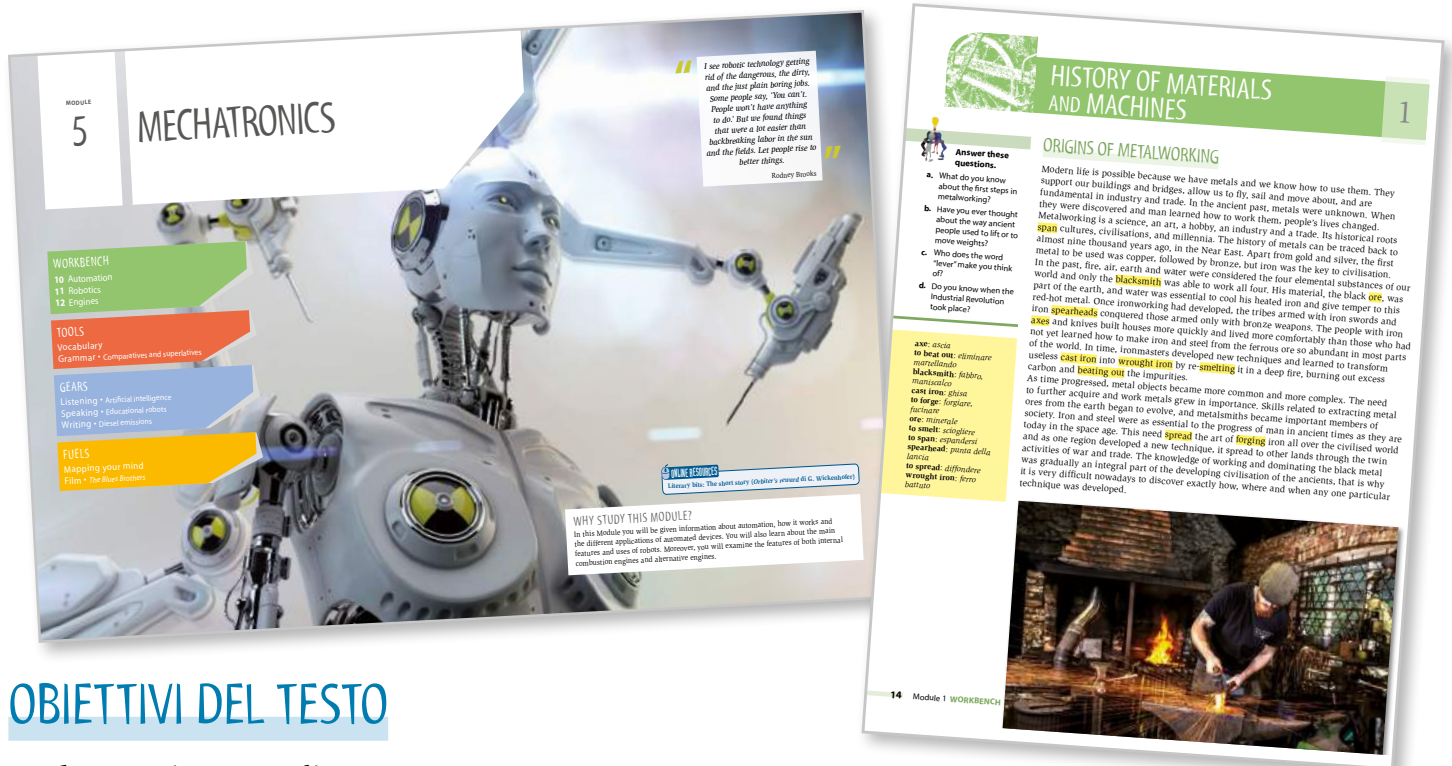 MODULE
5
MECHATRONICS
"
I see robotic technology getting
rid of the dangerous, the dirty,
and the just plain boring jobs.
Some people say, 'You can't.
People won't have anything
to do.' But we found things
that were a lot easier than
backbreaking labor in the sun
and the fields. Let people rise to
better things.
"
Rodney Brooks
WORKBENCH
10 Automation
11 Robotics
12 Engines
TOOLS
Vocabulary
Grammar • Comparatives and superlatives
GEARS
Listening • Artificial intelligence
Speaking • Educational robots
Writing • Diesel emissions
FUELS
Mapping your mind
Film • The Blues Brothers
ONLINE RESOURCES
Literary bits: The short story (Orbiter's reward di G. Wickenhofer)
WHY STUDY THIS MODULE?
In this Module you will be given information about automation, how it works and
the different applications of automated devices. You will also learn about the main
features and uses of robots. Moreover, you will examine the features of both internal
combustion engines and alternative engines.
HISTORY OF MATERIALS
AND MACHINES
1
Answer these
questions.
a. What do you know
about the first steps in
metalworking?
b. Have you ever thought
about the way ancient
people used to lift or to
move weights?
c. Who does the word
"lever" make you think
of?
d. Do you know when the
Industrial Revolution
took place?
axe: ascia
to beat out: eliminare
martellando
blacksmith: fabbro,
maniscalco
cast iron: ghisa
to forge: forgiare,
fucinare
ore: minerale
to smelt: sciogliere
to span: espandersi
spearhead: punta della
lancia
to spread: diffondere
wrought iron: ferro
battuto
ORIGINS OF METALWORKING
Modern life is possible because we have metals and we know how to use them. They
support our buildings and bridges, allow us to fly, sail and move about, and are
fundamental in industry and trade. In the ancient past, metals were unknown. When
they were discovered and man learned how to work them, people's lives changed.
Metalworking is a science, an art, a hobby, an industry and a trade. Its historical roots
span cultures, civilisations, and millennia. The history of metals can be traced back to
almost nine thousand years ago, in the Near East. Apart from gold and silver, the first
metal to be used was copper, followed by bronze, but iron was the key to civilisation.
In the past, fire, air, earth and water were considered the four elemental substances of our
world and only the blacksmith was able to work all four. His material, the black ore, was
part of the earth, and water was essential to cool his heated iron and give temper to this
red-hot metal. Once ironworking had developed, the tribes armed with iron swords and
iron spearheads conquered those armed only with bronze weapons. The people with iron
axes and knives built houses more quickly and lived more comfortably than those who had
not yet learned how to make iron and steel from the ferrous ore so abundant in most parts
of the world. In time, ironmasters developed new techniques and learned to transform
useless cast iron into wrought iron by re-smelting it in a deep fire, burning out excess
carbon and beating out the impurities.
As time progressed, metal objects became more common and more complex. The need
to further acquire and work metals grew in importance. Skills related to extracting metal
ores from the earth began to evolve, and metalsmiths became important members of
society. Iron and steel were as essential to the progress of man in ancient times as they are
today in the space age. This need spread the art of forging iron all over the civilised world
and as one region developed a new technique, it spread to other lands through the twin
activities of war and trade. The knowledge of working and dominating the black metal
was gradually an integral part of the developing civilisation of the ancients, that is why
it is very difficult nowadays to discover exactly how, where and when any one particular
technique was developed.
14 Module 1 WORKBENCH
OBIETTIVI DEL TESTO